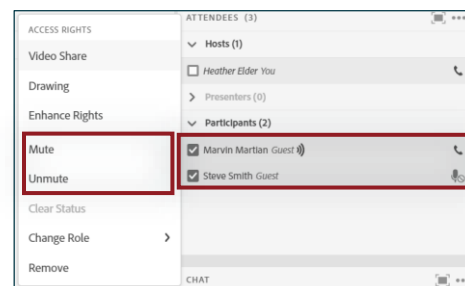 ACCESS RIGHTS
Video Share
Drawing
Enhance Rights
Mute
Unmute
Clear Status
Change Role
Remove
ATTENDEES (3)
Hosts (1)
Heather Elder You
Presenters (0)
Participants (2)
Marvin Martian Guest
Steve Smith Guest
CHAT